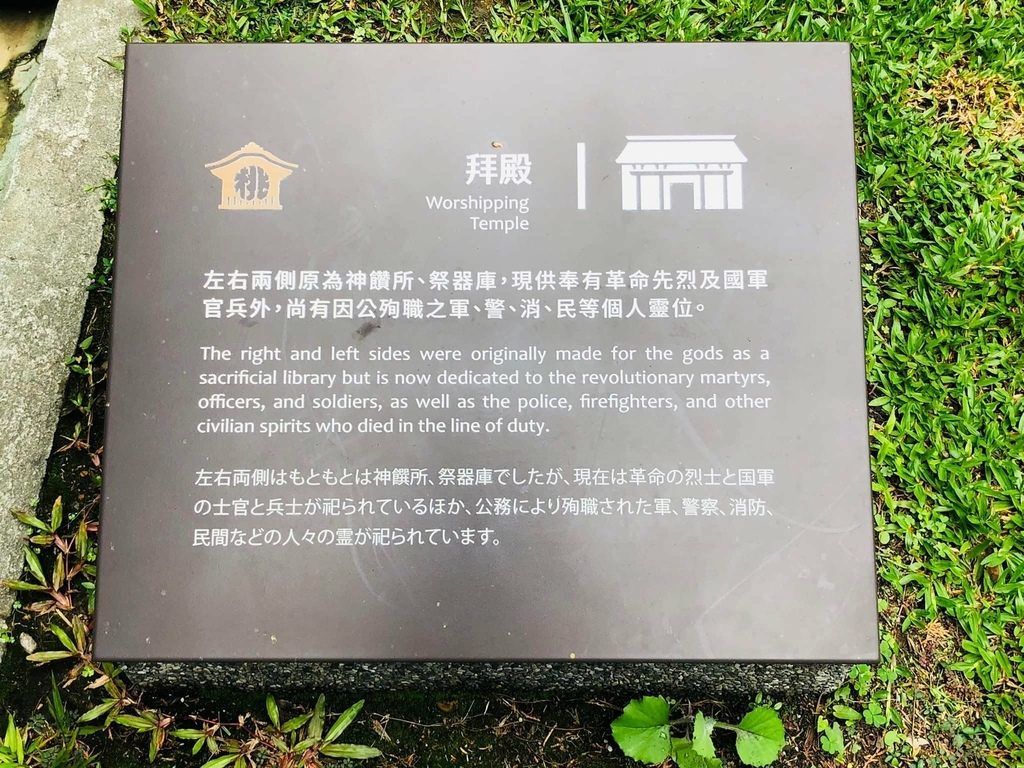 拜殿
Worshipping
Temple
左右兩側原為神饡所、祭器庫，現供奉有革命先烈及國軍
官兵外，尚有因公殉職之軍、警、消、民等個人靈位。
The right and left sides were originally made for the gods as a
sacrificial library but is now dedicated to the revolutionary martyrs,
officers, and soldiers, as well as the police, firefighters, and other
civilian spirits who died in the line of duty.
左右両側はもともとは神饌所、祭器庫でしたが、現在は革命の烈士と国軍
の士官と兵士が祀られているほか、公務により殉職された軍、警察、消防、
民間などの人々の霊が祀られています。